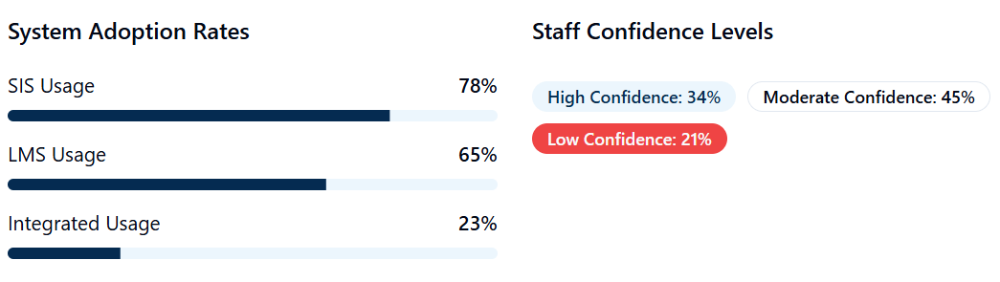 System Adoption Rates
SIS Usage 78%
LMS Usage 65%
Integrated Usage 23%
Staff Confidence Levels
High Confidence: 34% Moderate Confidence: 45%
Low Confidence: 21%